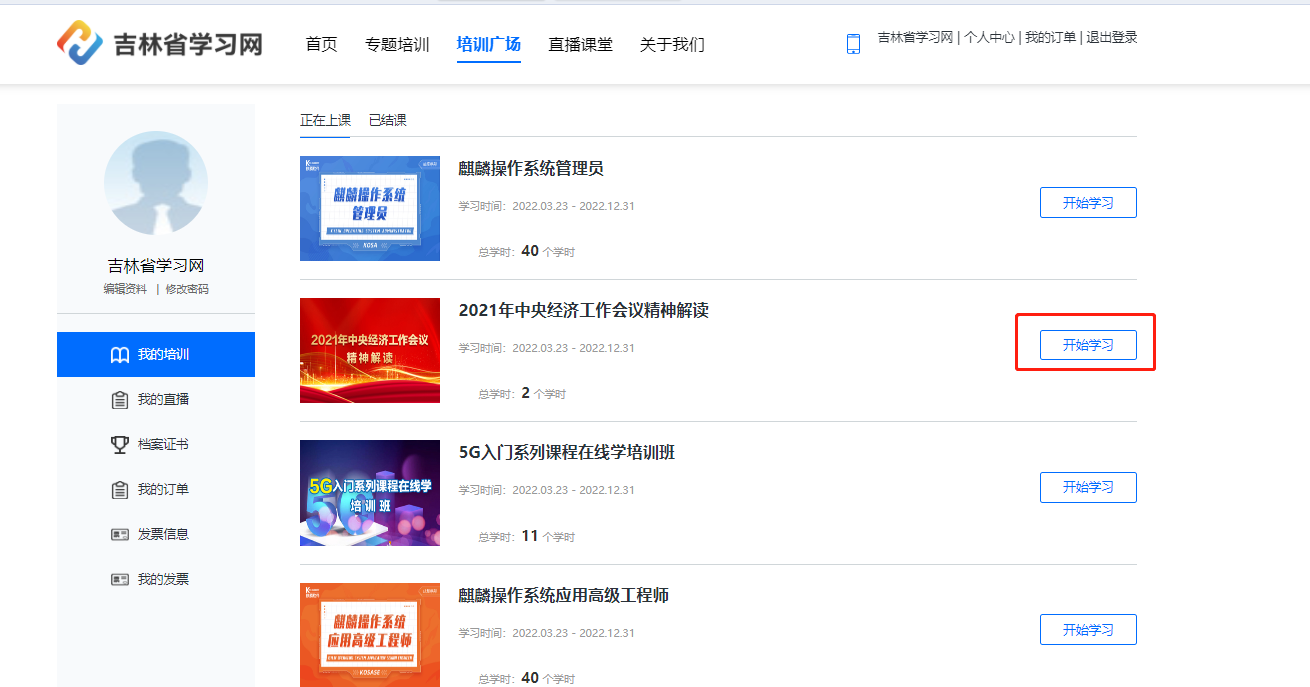 吉林省学习网
首页 专题培训 培训广场 直播课堂 关于我们
吉林省学习网 | 个人中心 | 我的订单 | 退出登录
吉林省学习网
编辑资料 | 修改密码
我的培训
我的直播
档案证书
我的订单
发票信息
我的发票
正在上课 已结课
麒麟操作系统
管理员
KOSA
麒麟操作系统管理员
学习时间：2022.03.23 - 2022.12.31
总学时：40 个学时
开始学习
2021年中央经济工作会议
精神解读
2021年中央经济工作会议精神解读
学习时间：2022.03.23 - 2022.12.31
总学时：2 个学时
开始学习
5G入门系列课程在线学
培训班
5G
5G入门系列课程在线学培训班
学习时间：2022.03.23 - 2022.12.31
总学时：11 个学时
开始学习
麒麟操作系统
应用高级工程师
KOSASE
麒麟操作系统应用高级工程师
学习时间：2022.03.23 - 2022.12.31
总学时：40 个学时
开始学习